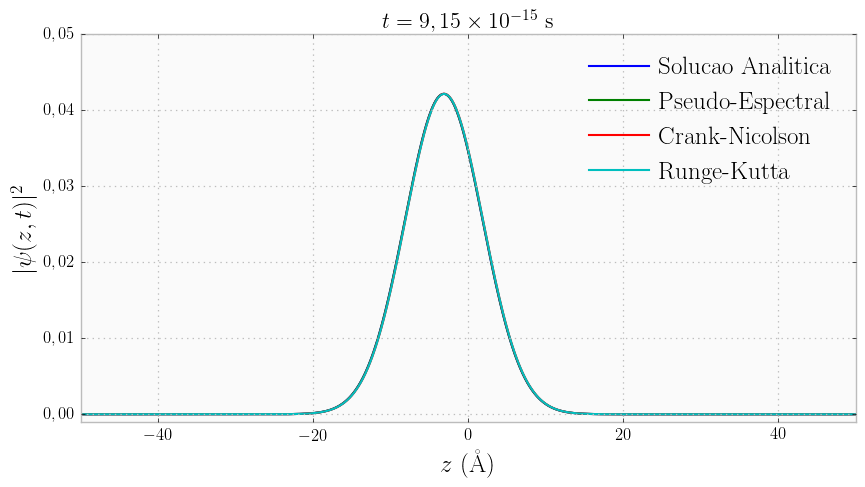 t = 9,15 × 10⁻¹⁵ s
0,05
0,04
0,03
0,02
0,01
0,00
|ψ(z, t)|²
Solucao Analitica
Pseudo-Espectral
Crank-Nicolson
Runge-Kutta
−40 −20 0 20 40
z (Å)